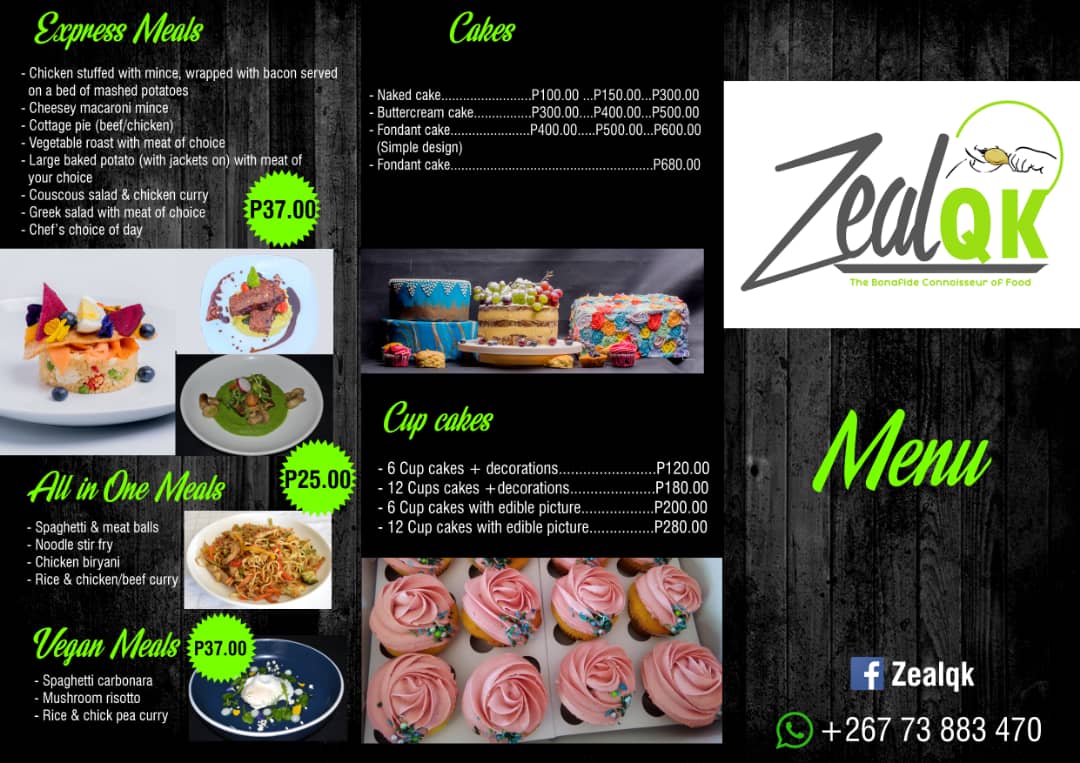 Express Meals
- Chicken stuffed with mince, wrapped with bacon served
on a bed of mashed potatoes
- Cheesey macaroni mince
- Cottage pie (beef/chicken)
- Vegetable roast with meat of choice
- Large baked potato (with jackets on) with meat of
your choice
- Couscous salad & chicken curry
- Greek salad with meat of choice
- Chef's choice of day
P37.00
All in One Meals
P25.00
- Spaghetti & meat balls
- Noodle stir fry
- Chicken biryani
- Rice & chicken/beef curry
Vegan Meals
P37.00
- Spaghetti carbonara
- Mushroom risotto
- Rice & chick pea curry
Cakes
- Naked cake..........................P100.00 ...P150.00...P300.00
- Buttercream cake.................P300.00....P400.00...P500.00
- Fondant cake.......................P400.00.....P500.00...P600.00
(Simple design)
- Fondant cake..........................................................P680.00
Cup cakes
- 6 Cup cakes + decorations.......................P120.00
- 12 Cups cakes +decorations....................P180.00
- 6 Cup cakes with edible picture.................P200.00
- 12 Cup cakes with edible picture...............P280.00
ZealQK
The Bonafide Connoisseur of Food
Menu
f Zealqk
+267 73 883 470